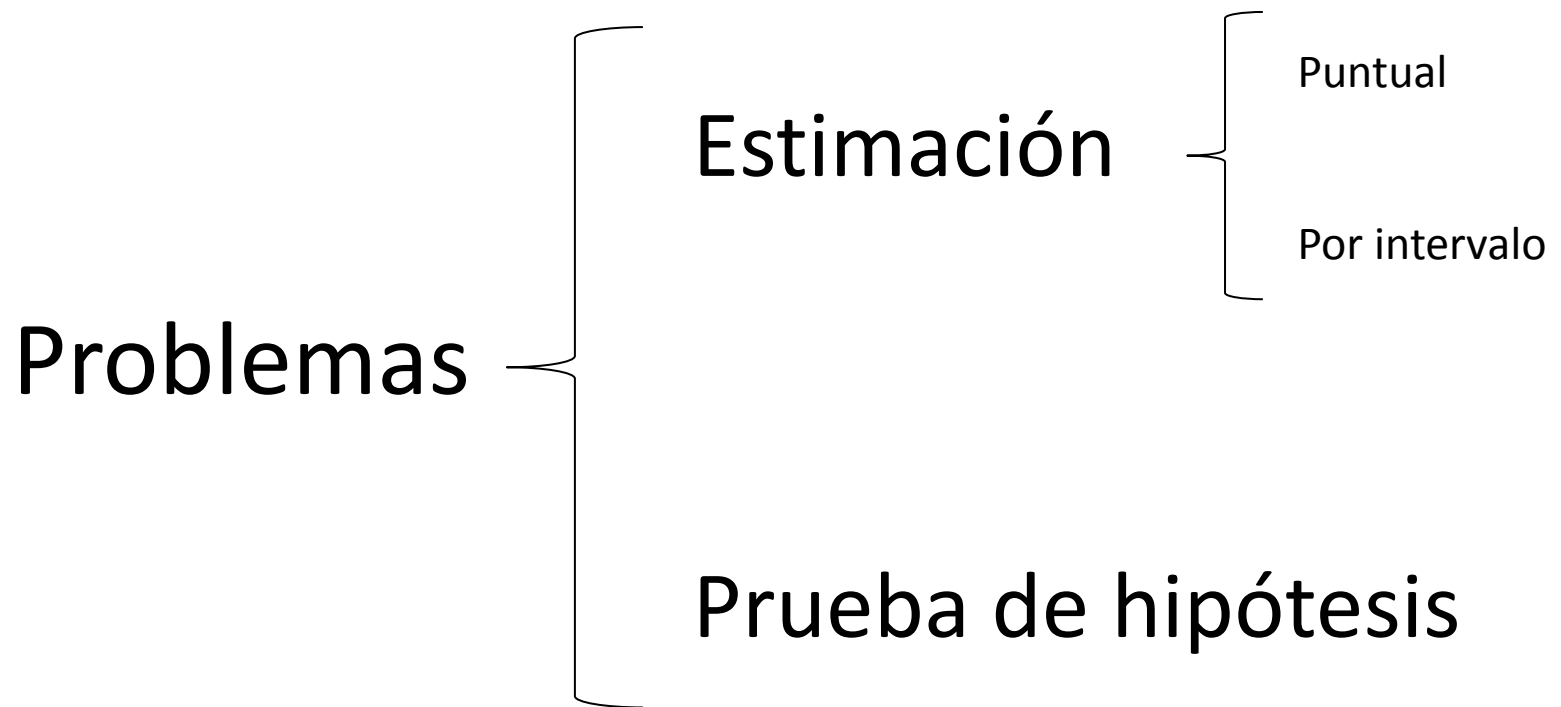 Problemas
Estimación
Puntual
Por intervalo
Prueba de hipótesis